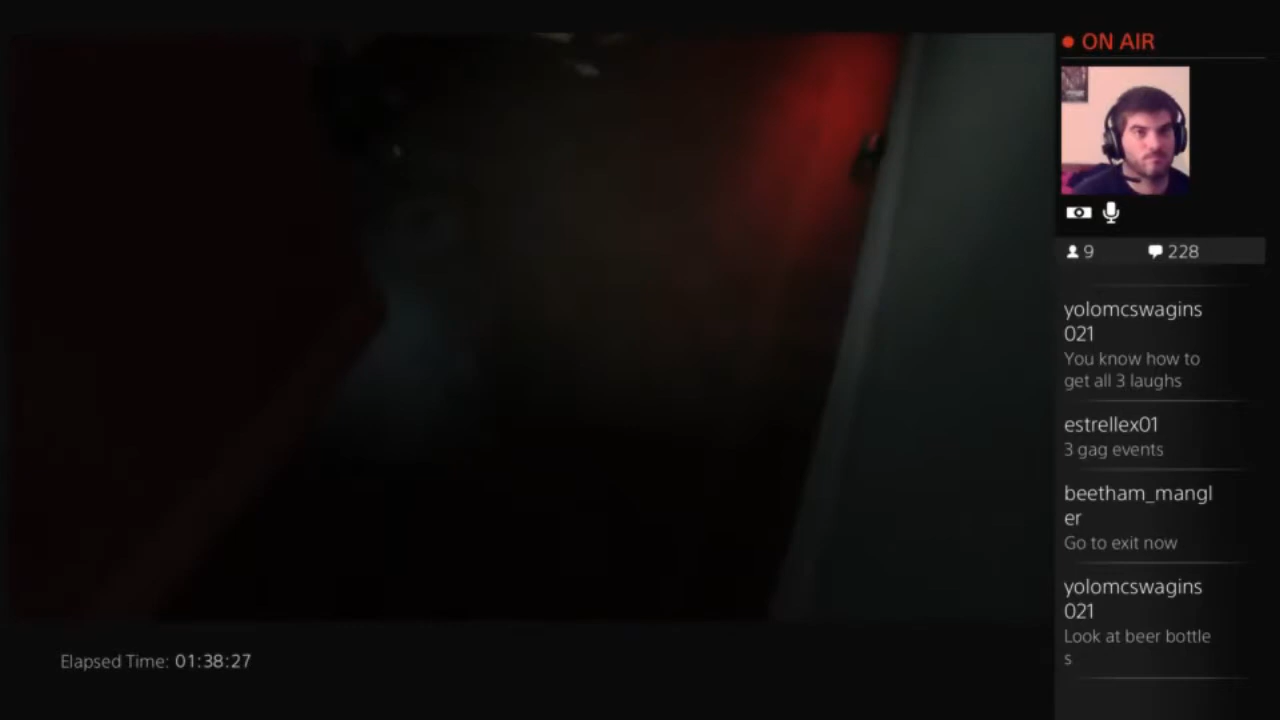 ON AIR
9 228
yolomcswagins
021
You know how to
get all 3 laughs
estrellex01
3 gag events
beetham_mangl
er
Go to exit now
yolomcswagins
021
Look at beer bottle
s
Elapsed Time: 01:38:27